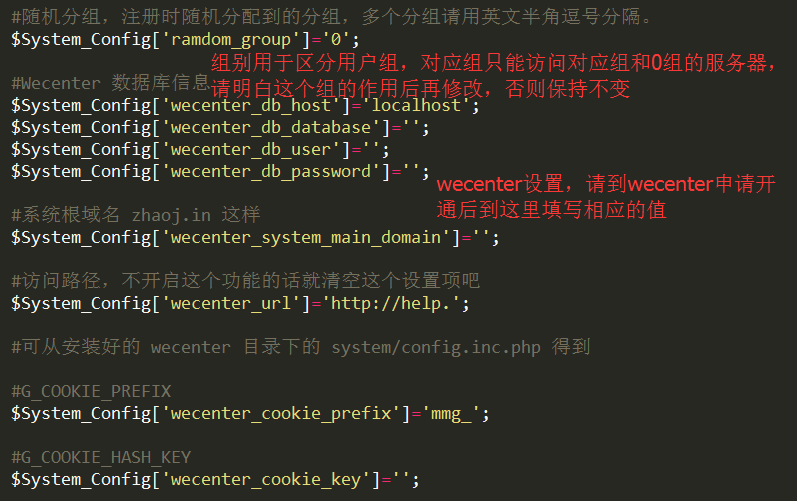 #随机分组，注册时随机分配到的分组，多个分组请用英文半角逗号分隔。
$System_Config['ramdom_group']='0';
组别用于区分用户组，对应组只能访问对应组和0组的服务器，
请明白这个组的作用后再修改，否则保持不变
#Wecenter 数据库信息
$System_Config['wecenter_db_host']='localhost';
$System_Config['wecenter_db_database']='';
$System_Config['wecenter_db_user']='';
$System_Config['wecenter_db_password']='';
wecenter设置，请到wecenter申请开
通后到这里填写相应的值
#系统根域名 zhaoj.in 这样
$System_Config['wecenter_system_main_domain']='';
#访问路径，不开启这个功能的话就清空这个设置项吧
$System_Config['wecenter_url']='http://help.';
#可从安装好的 wecenter 目录下的 system/config.inc.php 得到
#G_COOKIE_PREFIX
$System_Config['wecenter_cookie_prefix']='mmg_';
#G_COOKIE_HASH_KEY
$System_Config['wecenter_cookie_key']='';